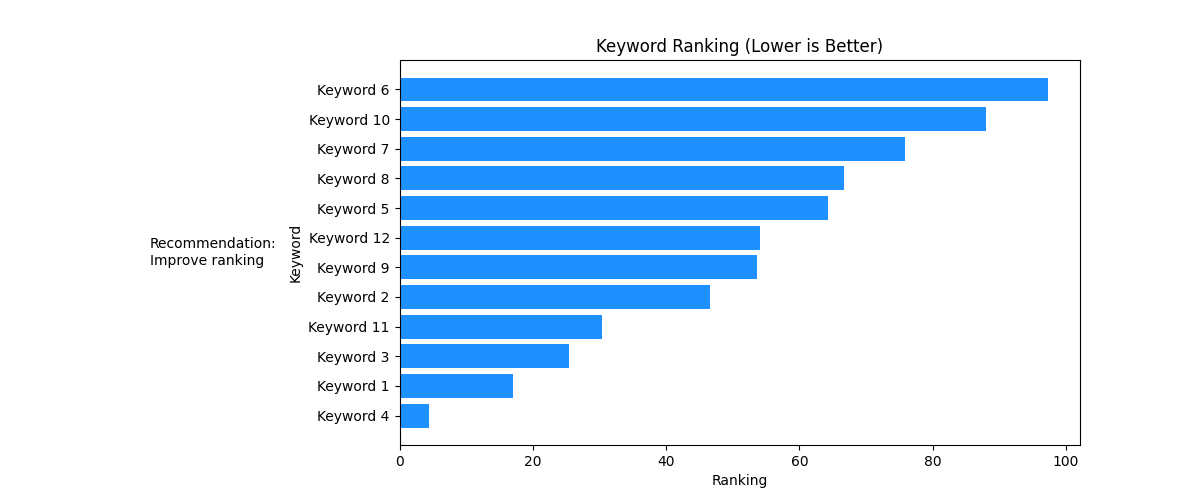 Keyword Ranking (Lower is Better)
Keyword 6
Keyword 10
Keyword 7
Keyword 8
Keyword 5
Keyword 12
Keyword 9
Keyword 2
Keyword 11
Keyword 3
Keyword 1
Keyword 4
Keyword
Recommendation:
Improve ranking
0 20 40 60 80 100
Ranking